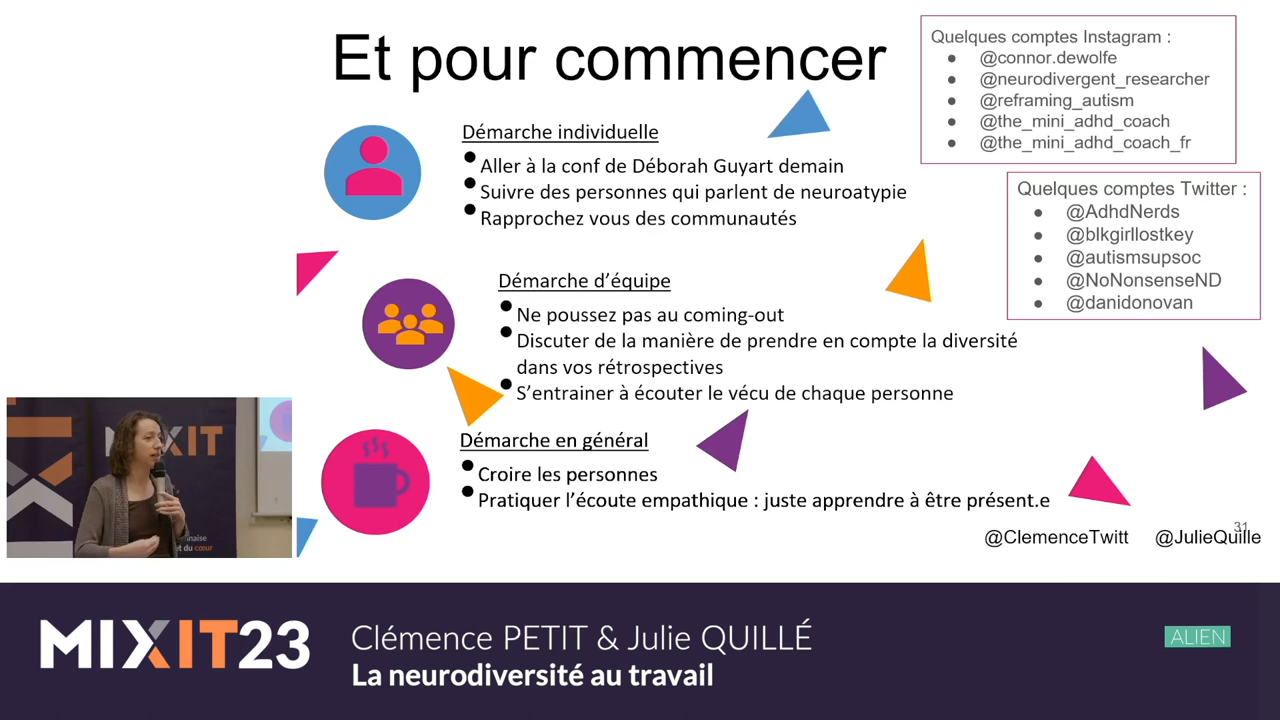 Et pour commencer
Quelques comptes Instagram :
● @connor.dewolfe
● @neurodivergent_researcher
● @reframing_autism
● @the_mini_adhd_coach
● @the_mini_adhd_coach_fr
Démarche individuelle
● Aller à la conf de Déborah Guyart demain
● Suivre des personnes qui parlent de neuroatypie
● Rapprochez vous des communautés
Quelques comptes Twitter :
● @AdhdNerds
● @blkgirllostkey
● @autismsupsoc
● @NoNonsenseND
● @danidonovan
Démarche d’équipe
● Ne poussez pas au coming-out
● Discuter de la manière de prendre en compte la diversité
dans vos rétrospectives
● S’entrainer à écouter le vécu de chaque personne
Démarche en général
● Croire les personnes
● Pratiquer l’écoute empathique : juste apprendre à être présent.e
31
@ClemenceTwitt @JulieQuille
MIXIT
et du cœur
MIXIT23
Clémence PETIT & Julie QUILLÉ
La neurodiversité au travail
ALIEN